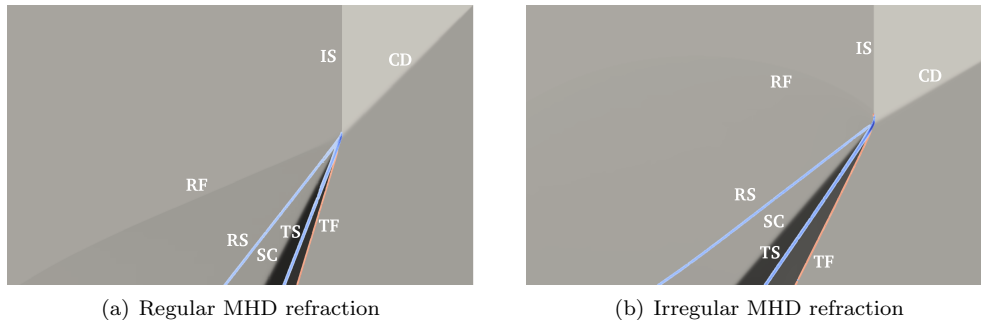 IS
CD
RF
RS
SC
TS
TF
(a) Regular MHD refraction
IS
RF
CD
RS
SC
TS
TF
(b) Irregular MHD refraction